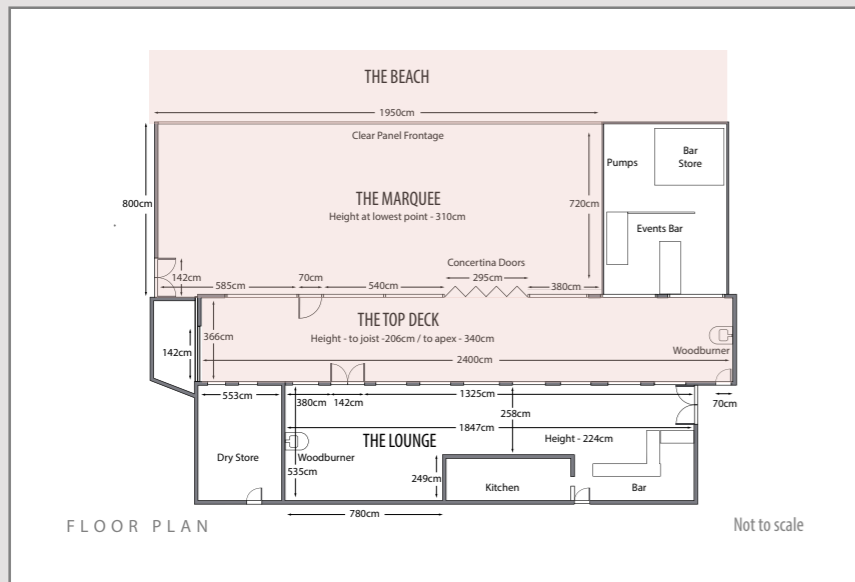 THE BEACH
1950cm
Clear Panel Frontage
Pumps
Bar
Store
800cm
THE MARQUEE
720cm
Height at lowest point - 310cm
Events Bar
Concertina Doors
142cm
70cm
295cm
585cm
540cm
380cm
THE TOP DECK
366cm
Height - to joist -206cm / to apex - 340cm
142cm
Woodburner
2400cm
553cm
380cm
142cm
1325cm
70cm
258cm
1847cm
THE LOUNGE
Height - 224cm
Dry Store
Woodburner
535cm
249cm
Kitchen
Bar
780cm
FLOOR PLAN
Not to scale